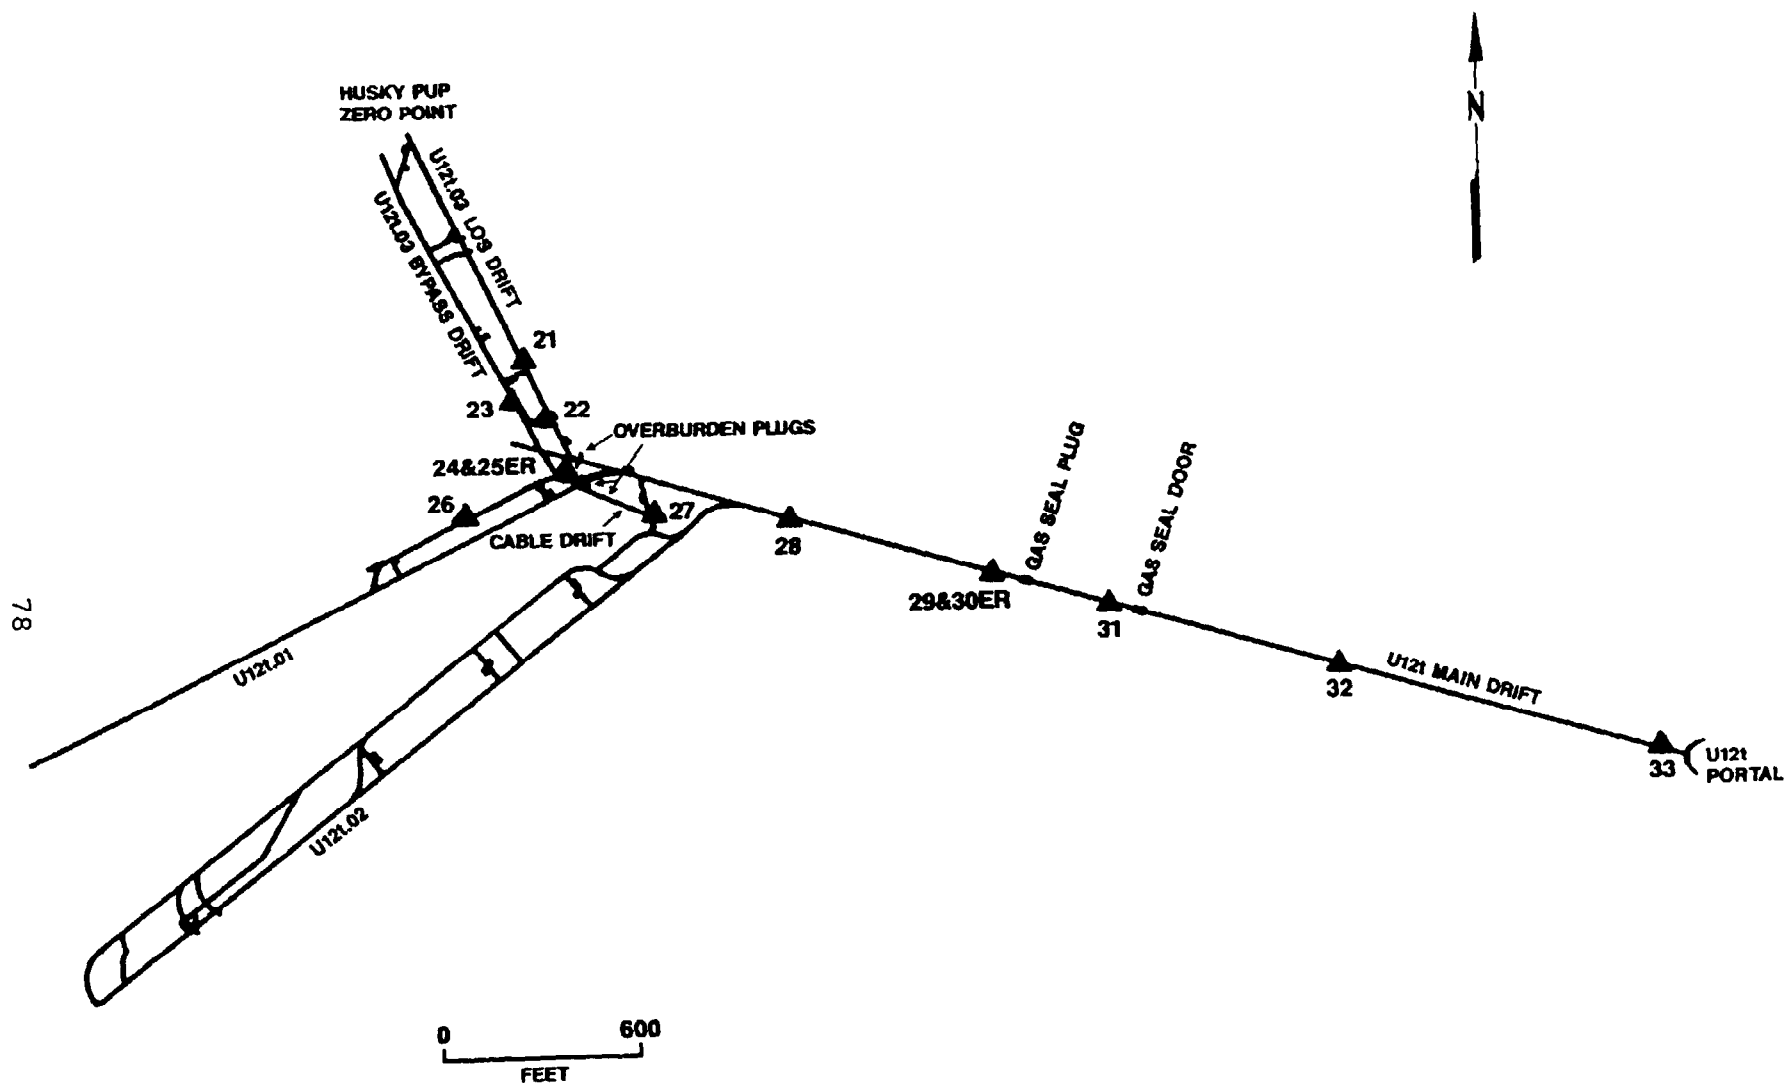 HUSKY PUP
ZERO POINT
N
U12t.03 LOS DRIFT
U12t.03 BYPASS DRIFT
21
23
22
OVERBURDEN PLUGS
24&25ER
26
27
CABLE DRIFT
28
GAS SEAL PLUG
GAS SEAL DOOR
29&30ER
31
32
U12t MAIN DRIFT
33
U12t
PORTAL
78
U12t.01
U12t.02
0
600
FEET